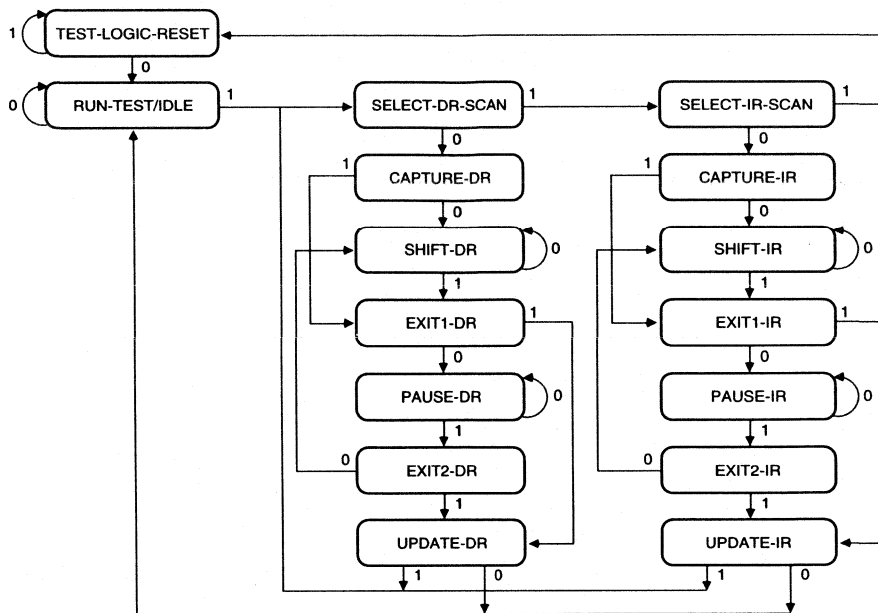 1 TEST-LOGIC-RESET
0
0 RUN-TEST/IDLE 1 SELECT-DR-SCAN 1 SELECT-IR-SCAN 1
0 0
1 CAPTURE-DR 1 CAPTURE-IR
0 0
SHIFT-DR 0 SHIFT-IR 0
1 1
EXIT1-DR 1 EXIT1-IR 1
0 0
PAUSE-DR 0 PAUSE-IR 0
1 1
0 EXIT2-DR 0 EXIT2-IR
1 1
UPDATE-DR UPDATE-IR
1 0 1 0